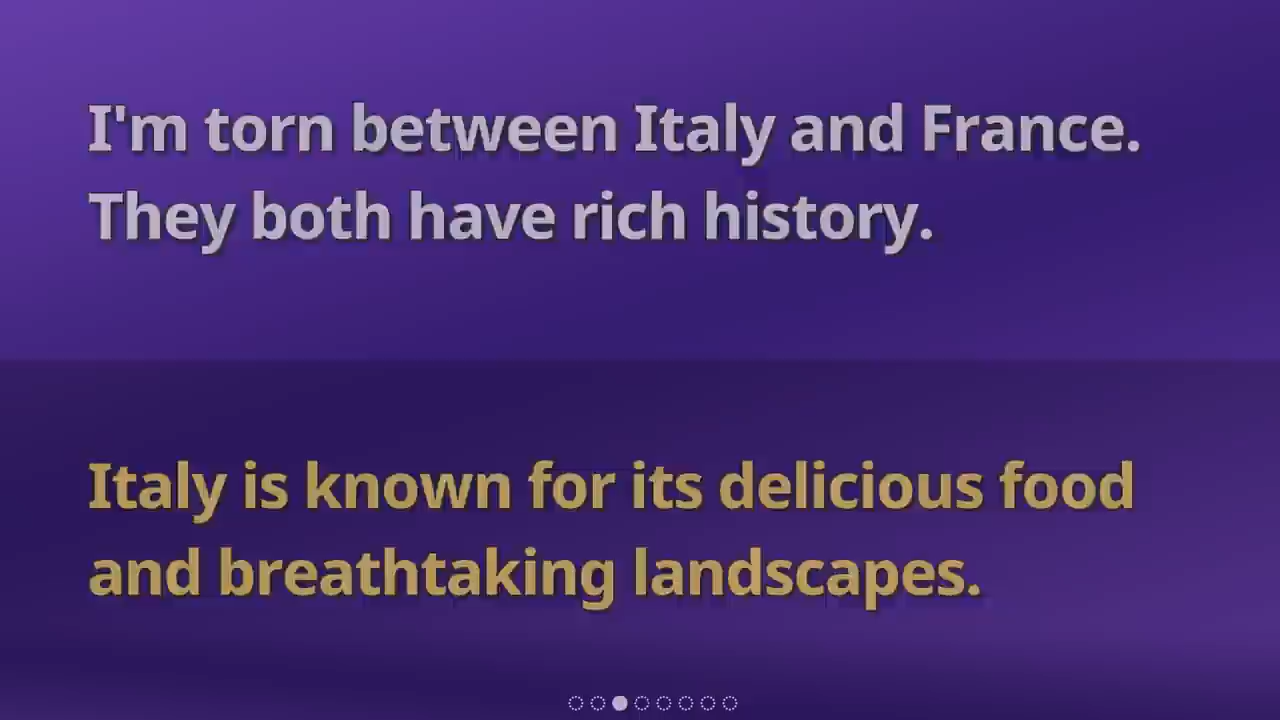 I'm torn between Italy and France.
They both have rich history.
Italy is known for its delicious food
and breathtaking landscapes.